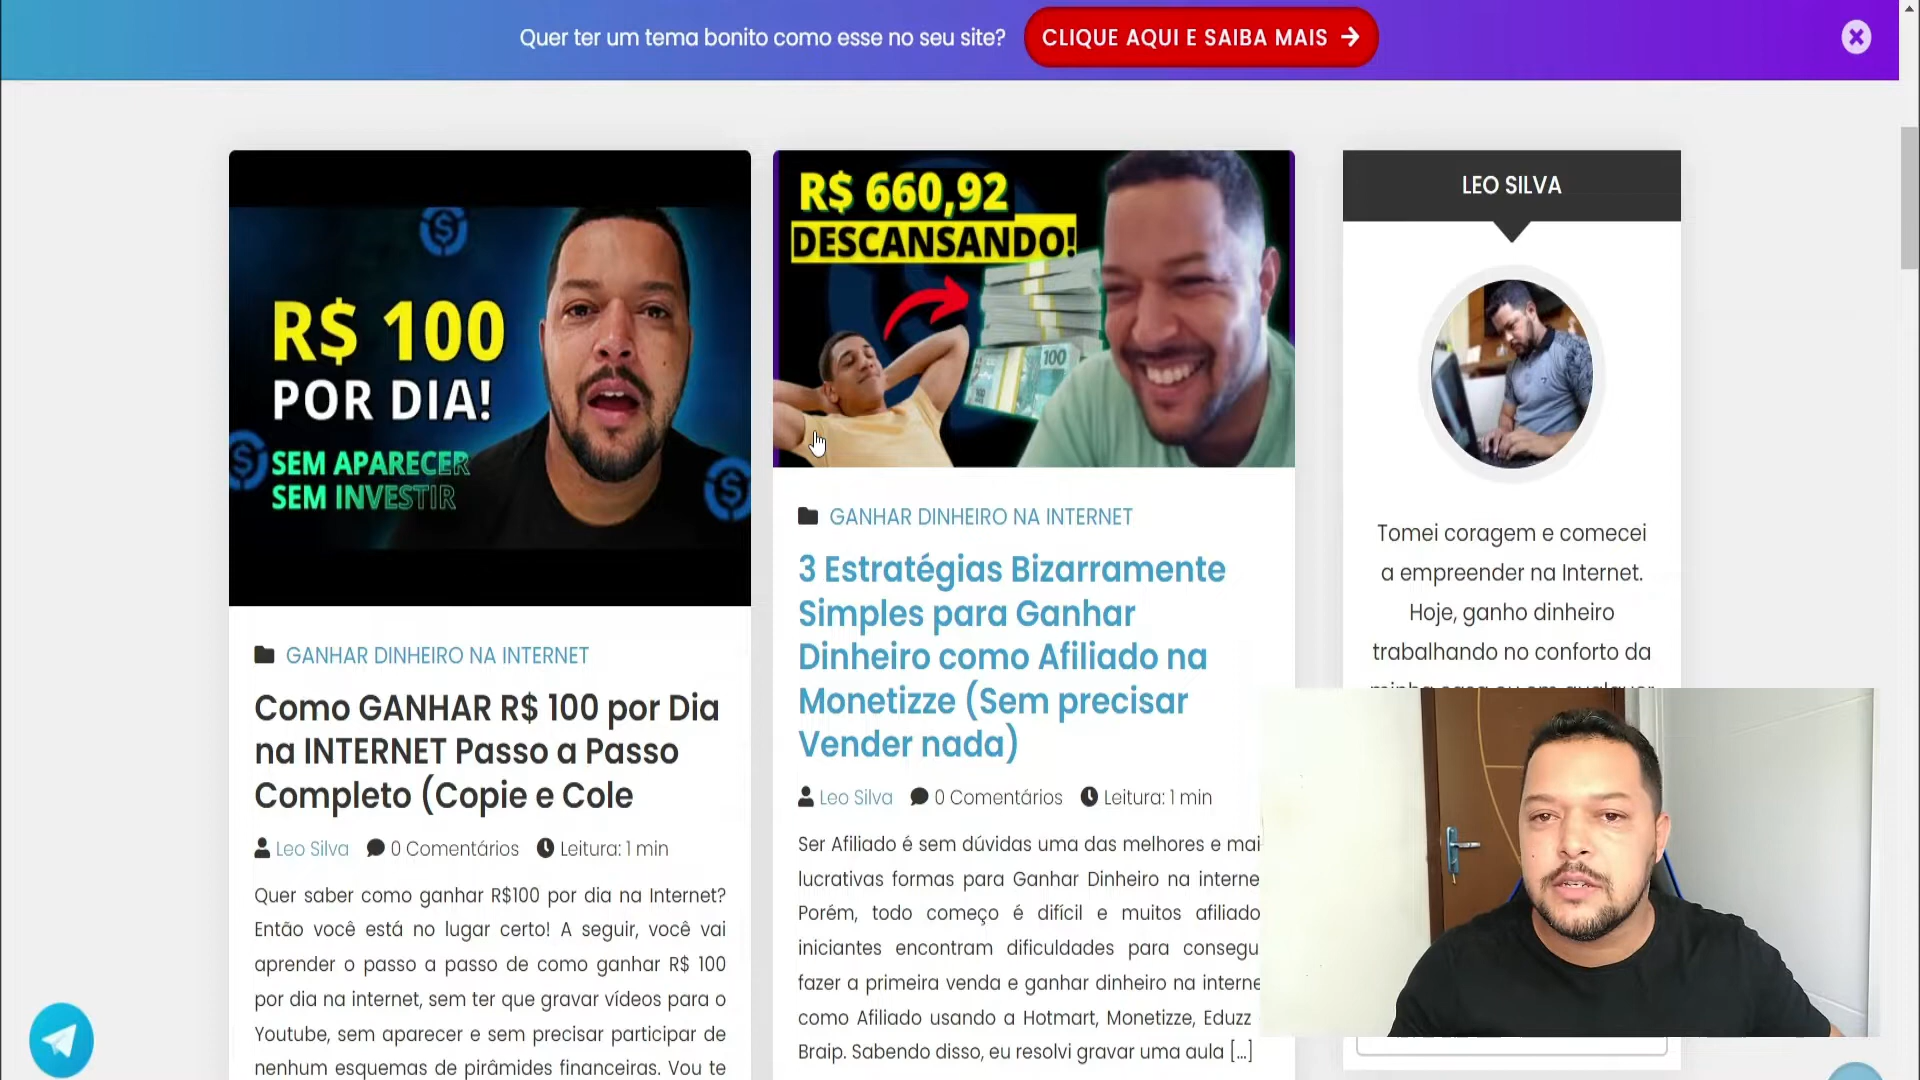 Quer ter um tema bonito como esse no seu site?
CLIQUE AQUI E SAIBA MAIS
R$ 100
POR DIA!
SEM APARECER
SEM INVESTIR
GANHAR DINHEIRO NA INTERNET
Como GANHAR R$ 100 por Dia
na INTERNET Passo a Passo
Completo (Copie e Cole
Leo Silva 0 Comentários Leitura: 1 min
Quer saber como ganhar R$100 por dia na Internet?
Então você está no lugar certo! A seguir, você vai
aprender o passo a passo de como ganhar R$ 100
por dia na internet, sem ter que gravar vídeos para o
Youtube, sem aparecer e sem precisar participar de
nenhum esquemas de pirâmides financeiras. Vou te
R$ 660,92
DESCANSANDO!
100
GANHAR DINHEIRO NA INTERNET
3 Estratégias Bizarramente
Simples para Ganhar
Dinheiro como Afiliado na
Monetizze (Sem precisar
Vender nada)
Leo Silva 0 Comentários Leitura: 1 min
Ser Afiliado é sem dúvidas uma das melhores e mai
lucrativas formas para Ganhar Dinheiro na interne
Porém, todo começo é difícil e muitos afiliado
iniciantes encontram dificuldades para consegu
fazer a primeira venda e ganhar dinheiro na interne
como Afiliado usando a Hotmart, Monetizze, Eduzz
Braip. Sabendo disso, eu resolvi gravar uma aula [...]
LEO SILVA
Tomei coragem e comecei
a empreender na Internet.
Hoje, ganho dinheiro
trabalhando no conforto da